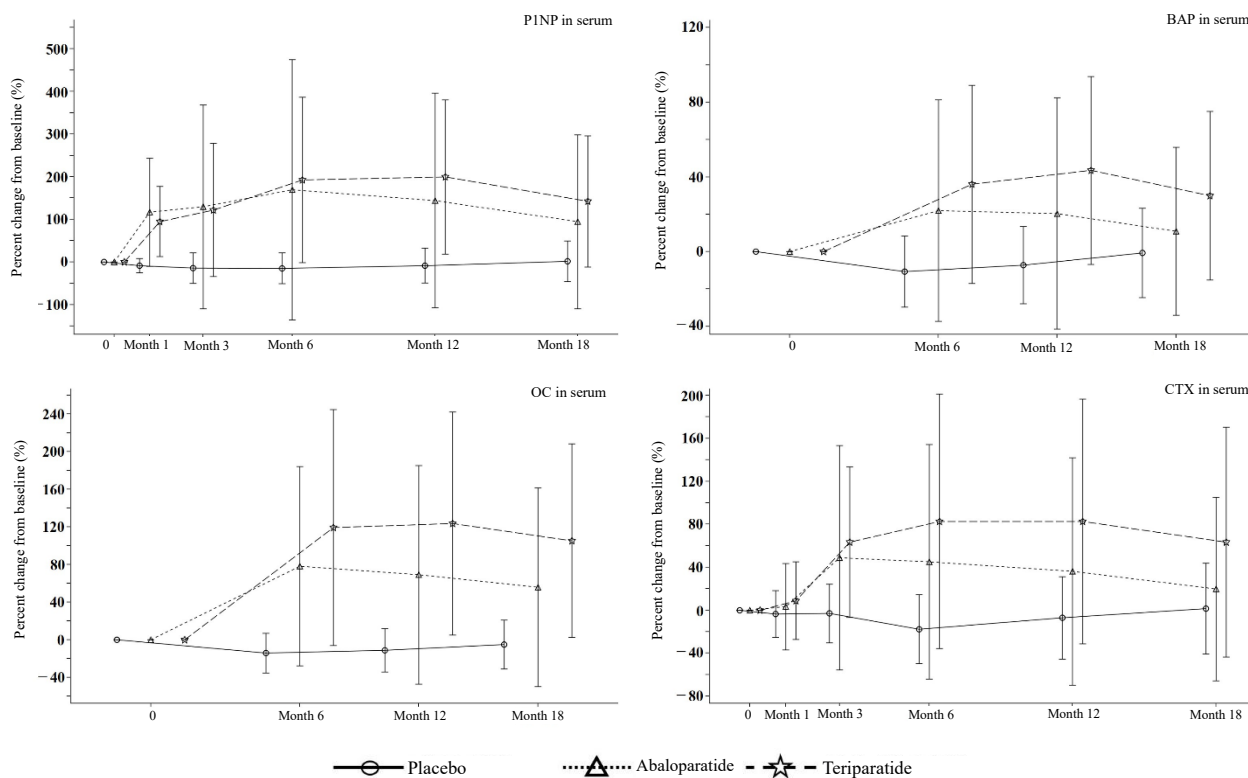 P1NP in serum
Percent change from baseline (%)
500
400
300
200
100
0
−100
0 Month 1 Month 3 Month 6 Month 12 Month 18
BAP in serum
Percent change from baseline (%)
120
80
40
0
−40
0 Month 6 Month 12 Month 18
OC in serum
Percent change from baseline (%)
240
200
160
120
80
40
0
−40
0 Month 6 Month 12 Month 18
CTX in serum
Percent change from baseline (%)
200
160
120
80
40
0
−40
−80
0 Month 1 Month 3 Month 6 Month 12 Month 18
Placebo Abaloparatide Teriparatide